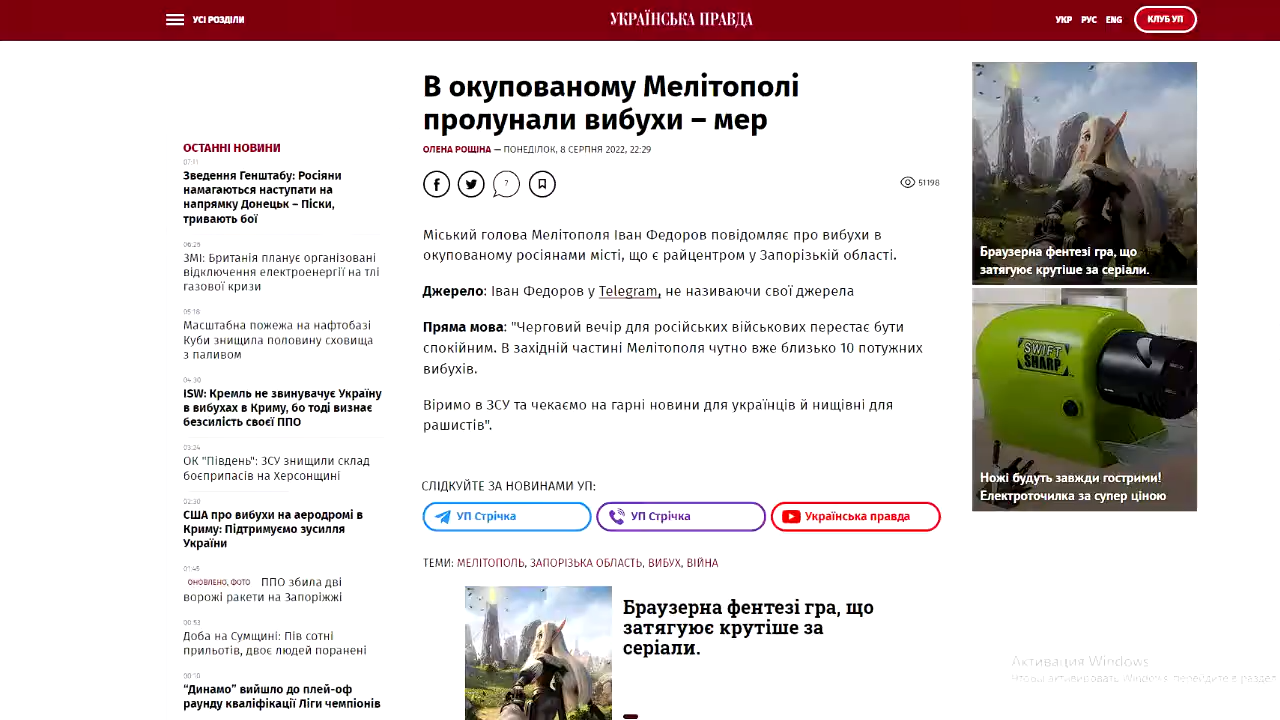 УСІ РОЗДІЛИ
УКРАЇНСЬКА ПРАВДА
УКР РУС ENG КЛУБ УП
ОСТАННІ НОВИНИ
07:11
Зведення Генштабу: Росіяни
намагаються наступати на
напрямку Донецьк – Піски,
тривають бої
06:29
ЗМІ: Британія планує організовані
відключення електроенергії на тлі
газової кризи
05:18
Масштабна пожежа на нафтобазі
Куби знищила половину сховища
з паливом
04:30
ISW: Кремль не звинувачує Україну
в вибухах в Криму, бо тоді визнає
безсилість своєї ППО
03:24
ОК "Південь": ЗСУ знищили склад
боєприпасів на Херсонщині
02:30
США про вибухи на аеродромі в
Криму: Підтримуємо зусилля
України
01:45
ОНОВЛЕНО, ФОТО ППО збила дві
ворожі ракети на Запоріжжі
00:53
Доба на Сумщині: Пів сотні
прильотів, двоє людей поранені
00:10
“Динамо” вийшло до плей-оф
раунду кваліфікації Ліги чемпіонів
В окупованому Мелітополі
пролунали вибухи – мер
ОЛЕНА РОЩІНА — ПОНЕДІЛОК, 8 СЕРПНЯ 2022, 22:29
?
51198
Міський голова Мелітополя Іван Федоров повідомляє про вибухи в
окупованому росіянами місті, що є райцентром у Запорізькій області.
Джерело: Іван Федоров у Telegram, не називаючи свої джерела
Пряма мова: "Черговий вечір для російських військових перестає бути
спокійним. В західній частині Мелітополя чутно вже близько 10 потужних
вибухів.
Віримо в ЗСУ та чекаємо на гарні новини для українців й нищівні для
рашистів".
СЛІДКУЙТЕ ЗА НОВИНАМИ УП:
УП Стрічка
УП Стрічка
Українська правда
ТЕМИ: МЕЛІТОПОЛЬ, ЗАПОРІЗЬКА ОБЛАСТЬ, ВИБУХ, ВІЙНА
Браузерна фентезі гра, що
затягуює крутіше за
серіали.
Браузерна фентезі гра, що
затягуює крутіше за серіали.
SWIFT
SHARP
Ножі будуть завжди гострими!
Електроточилка за супер ціною
Активация Windows
Чтобы активировать Windows, перейдите в раздел